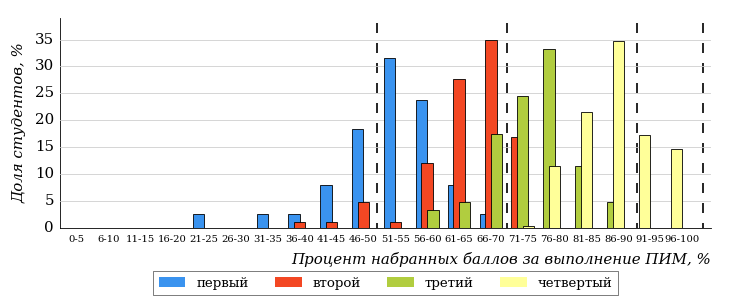 Доля студентов, %
35
30
25
20
15
10
5
0
0-5 6-10 11-15 16-20 21-25 26-30 31-35 36-40 41-45 46-50 51-55 56-60 61-65 66-70 71-75 76-80 81-85 86-90 91-95 96-100
Процент набранных баллов за выполнение ПИМ, %
первый второй третий четвертый